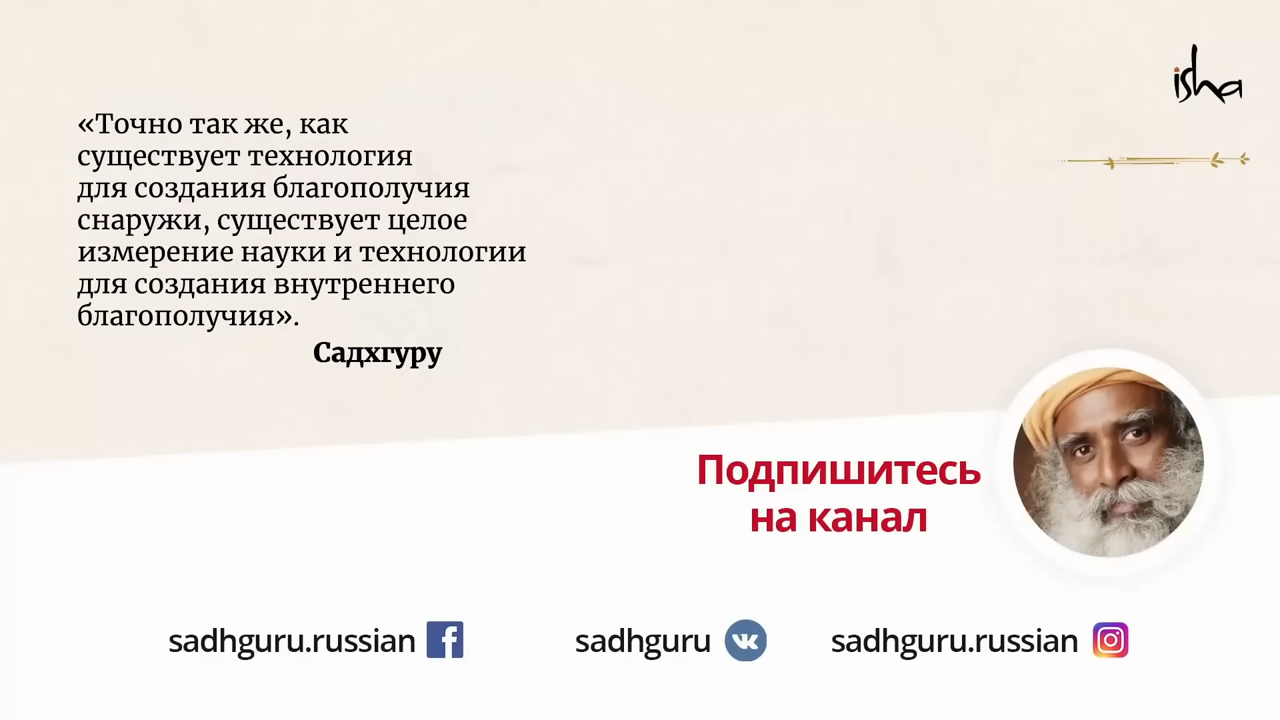 isha
«Точно так же, как
существует технология
для создания благополучия
снаружи, существует целое
измерение науки и технологии
для создания внутреннего
благополучия».
Садхгуру
Подпишитесь
на канал
sadhguru.russian
sadhguru
sadhguru.russian